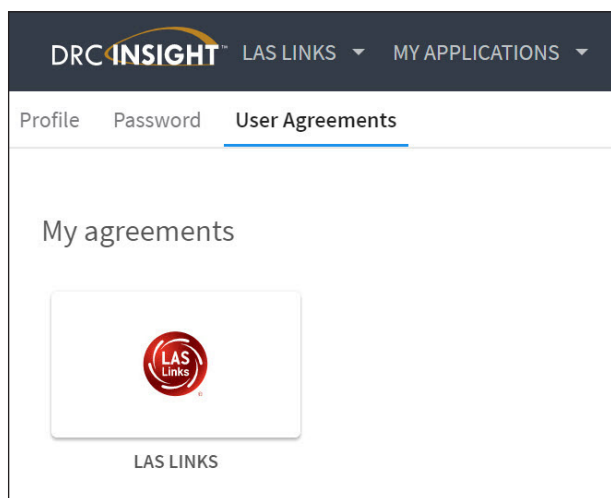 DRC INSIGHT™ LAS LINKS MY APPLICATIONS
Profile Password User Agreements
My agreements
LAS
Links
LAS LINKS